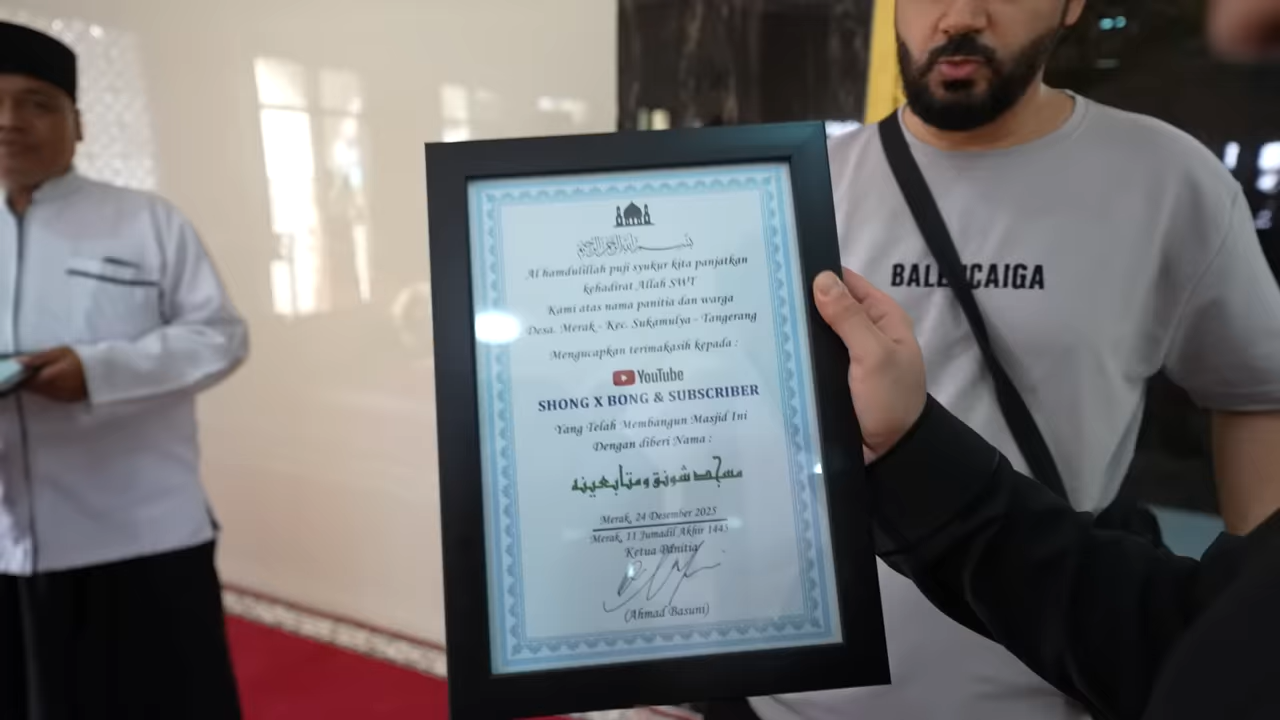 بسم الله الرحمن الرحيم
Al hamdulillah puji syukur kita panjatkan
kehadirat Allah SWT
Kami atas nama panitia dan warga
Desa. Merak - Kec. Sukamulya - Tangerang
Mengucapkan terimakasih kepada :
YouTube
SHONG X BONG & SUBSCRIBER
Yang Telah Membangun Masjid Ini
Dengan diberi Nama :
مسجد شونق ومتابعينه
Merak, 24 Desember 2025
Merak, 11 Jumadil Akhir 1443
Ketua Panitia
(Ahmad Basuni)